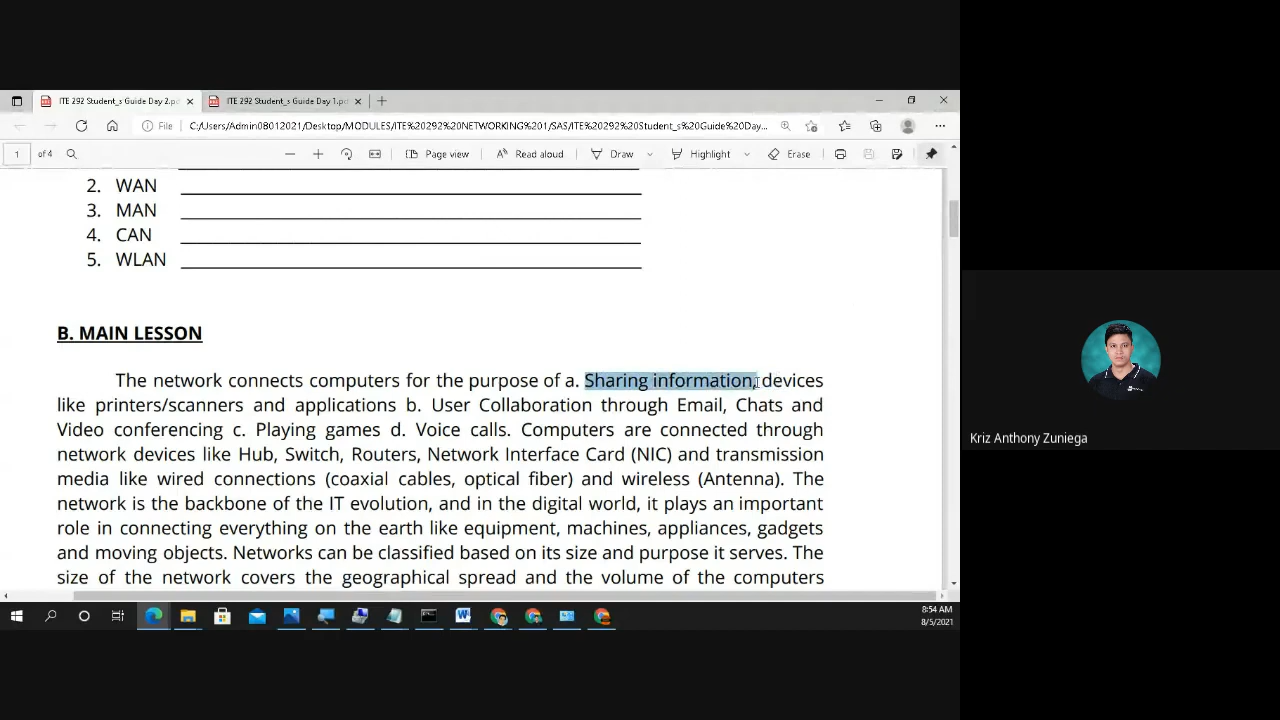 ITE 292 Student_s Guide Day 2.pc
ITE 292 Student_s Guide Day 1.pc
File
C:/Users/Admin0B012021/Desktop/MODULES/ITE%20292%20NETWORKING%201/SAS/ITE%20292%20Student_s%20Guide%20Day...
1 of 4
Page view
Read aloud
Draw
Highlight
Erase
2. WAN
3. MAN
4. CAN
5. WLAN
B. MAIN LESSON
The network connects computers for the purpose of a. Sharing information, devices
like printers/scanners and applications b. User Collaboration through Email, Chats and
Video conferencing c. Playing games d. Voice calls. Computers are connected through
network devices like Hub, Switch, Routers, Network Interface Card (NIC) and transmission
media like wired connections (coaxial cables, optical fiber) and wireless (Antenna). The
network is the backbone of the IT evolution, and in the digital world, it plays an important
role in connecting everything on the earth like equipment, machines, appliances, gadgets
and moving objects. Networks can be classified based on its size and purpose it serves. The
size of the network covers the geographical spread and the volume of the computers
8:54 AM
8/5/2021
Kriz Anthony Zuniega